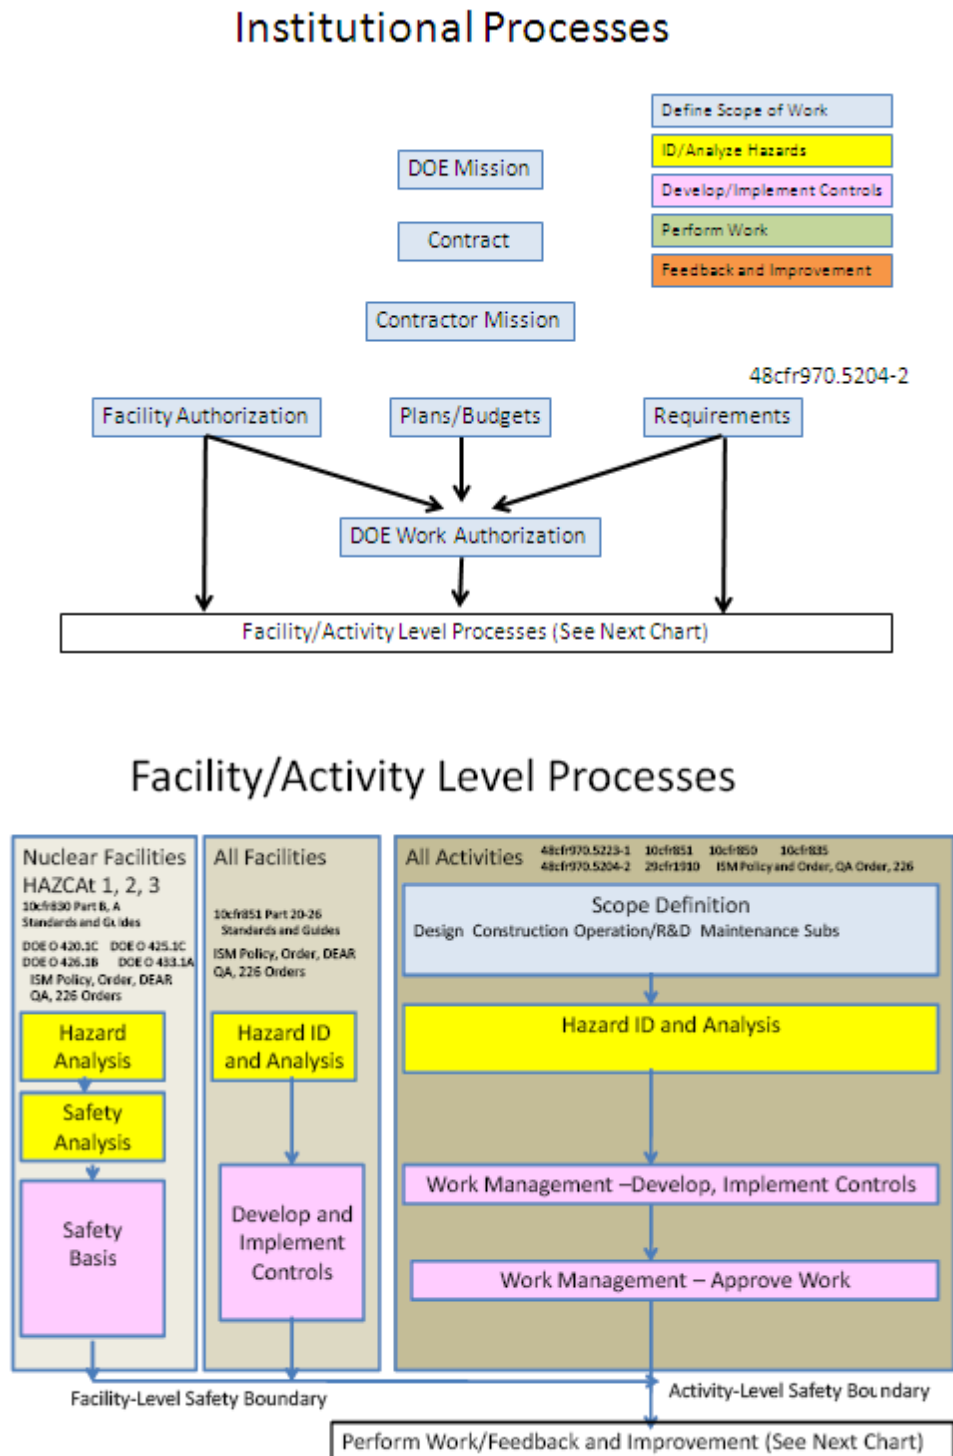 Institutional Processes
Define Scope of Work
ID/Analyze Hazards
Develop/Implement Controls
Perform Work
Feedback and Improvement
DOE Mission
Contract
Contractor Mission
48cfr970.5204-2
Facility Authorization
Plans/Budgets
Requirements
DOE Work Authorization
Facility/Activity Level Processes (See Next Chart)
Facility/Activity Level Processes
Nuclear Facilities
HAZCAt 1, 2, 3
10cfr830 Part B, A
Standards and Guides
DOE O 420.1C DOE O 425.1C
DOE O 426.1B DOE O 433.1A
ISM Policy, Order, DEAR
QA, 226 Orders
Hazard
Analysis
Safety
Analysis
Safety
Basis
All Facilities
10cfr851 Part 20-26
Standards and Guides
ISM Policy, Order, DEAR
QA, 226 Orders
Hazard ID
and Analysis
Develop and
Implement
Controls
All Activities
48cfr970.5223-1 10cfr851 10cfr850 10cfr835
48cfr970.5204-2 29cfr1910 ISM Policy and Order, QA Order, 226
Scope Definition
Design Construction Operation/R&D Maintenance Subs
Hazard ID and Analysis
Work Management –Develop, Implement Controls
Work Management – Approve Work
Facility-Level Safety Boundary
Activity-Level Safety Boundary
Perform Work/Feedback and Improvement (See Next Chart)